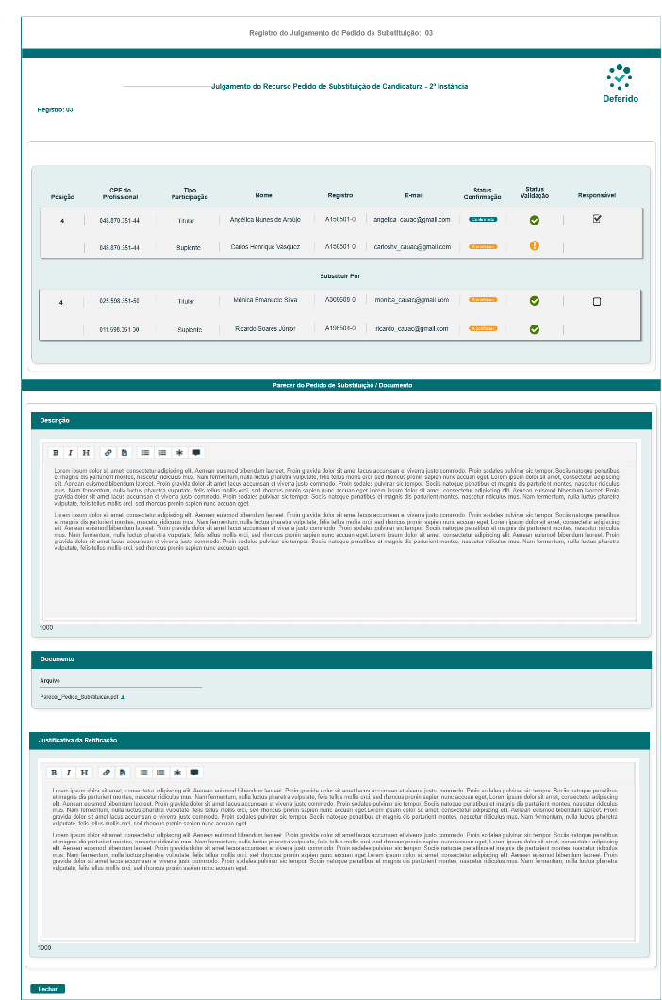 Registro do Julgamento do Pedido de Substituição: 03
Julgamento do Recurso Pedido de Substituição de Candidatura - 2ª Instância
Deferido
Registro: 03
Posição CPF do Profissional Tipo Participação Nome Registro E-mail Status Confirmação Status Validação Responsável
4 048.870.351-44 Titular Angélica Nunes de Araújo A158501-0 angelica_cauac@gmail.com Confirmado
048.870.351-44 Suplente Carlos Henrique Vasquez A158501-0 carloshv_cauac@gmail.com A confirmar
Substituir Por
4 025.598.351-50 Titular Mônica Emanuele Silva A308608-0 monica_cauac@gmail.com A confirmar
011.598.351-30 Suplente Ricardo Soares Júnior A196504-0 ricardo_cauac@gmail.com A confirmar
Parecer do Pedido de Substituição / Documento
Descrição
B I H
Lorem ipsum dolor sit amet, consectetur adipiscing elit. Aenean euismod bibendum laoreet. Proin gravida dolor sit amet lacus accumsan et viverra justo commodo. Proin sodales pulvinar sic tempor. Sociis natoque penatibus
et magnis dis parturient montes, nascetur ridiculus mus. Nam fermentum, nulla luctus pharetra vulputate, felis tellus mollis orci, sed rhoncus pronin sapien nunc accuan eget. Lorem ipsum dolor sit amet, consectetur adipiscing
elit. Aenean euismod bibendum laoreet. Proin gravida dolor sit amet lacus accumsan et viverra justo commodo. Proin sodales pulvinar sic tempor. Sociis natoque penatibus et magnis dis parturient montes, nascetur ridiculus
mus. Nam fermentum, nulla luctus pharetra vulputate, felis tellus mollis orci, sed rhoncus pronin sapien nunc accuan eget.Lorem ipsum dolor sit amet, consectetur adipiscing elit. Aenean euismod bibendum laoreet. Proin
gravida dolor sit amet lacus accumsan et viverra justo commodo. Proin sodales pulvinar sic tempor. Sociis natoque penatibus et magnis dis parturient montes, nascetur ridiculus mus. Nam fermentum, nulla luctus pharetra
vulputate, felis tellus mollis orci, sed rhoncus pronin sapien nunc accuan eget.
Lorem ipsum dolor sit amet, consectetur adipiscing elit. Aenean euismod bibendum laoreet. Proin gravida dolor sit amet lacus accumsan et viverra justo commodo. Proin sodales pulvinar sic tempor. Sociis natoque penatibus
et magnis dis parturient montes, nascetur ridiculus mus. Nam fermentum, nulla luctus pharetra vulputate, felis tellus mollis orci, sed rhoncus pronin sapien nunc accuan eget. Lorem ipsum dolor sit amet, consectetur adipiscing
elit. Aenean euismod bibendum laoreet. Proin gravida dolor sit amet lacus accumsan et viverra justo commodo. Proin sodales pulvinar sic tempor. Sociis natoque penatibus et magnis dis parturient montes, nascetur ridiculus
mus. Nam fermentum, nulla luctus pharetra vulputate, felis tellus mollis orci, sed rhoncus pronin sapien nunc accuan eget.Lorem ipsum dolor sit amet, consectetur adipiscing elit. Aenean euismod bibendum laoreet. Proin
gravida dolor sit amet lacus accumsan et viverra justo commodo. Proin sodales pulvinar sic tempor. Sociis natoque penatibus et magnis dis parturient montes, nascetur ridiculus mus. Nam fermentum, nulla luctus pharetra
vulputate, felis tellus mollis orci, sed rhoncus pronin sapien nunc accuan eget.
1000
Documento
Arquivo
Parecer_Pedido_Substituicao.pdf
Justificativa da Retificação
B I H
Lorem ipsum dolor sit amet, consectetur adipiscing elit. Aenean euismod bibendum laoreet. Proin gravida dolor sit amet lacus accumsan et viverra justo commodo. Proin sodales pulvinar sic tempor. Sociis natoque penatibus
et magnis dis parturient montes, nascetur ridiculus mus. Nam fermentum, nulla luctus pharetra vulputate, felis tellus mollis orci, sed rhoncus pronin sapien nunc accuan eget. Lorem ipsum dolor sit amet, consectetur adipiscing
elit. Aenean euismod bibendum laoreet. Proin gravida dolor sit amet lacus accumsan et viverra justo commodo. Proin sodales pulvinar sic tempor. Sociis natoque penatibus et magnis dis parturient montes, nascetur ridiculus
mus. Nam fermentum, nulla luctus pharetra vulputate, felis tellus mollis orci, sed rhoncus pronin sapien nunc accuan eget.Lorem ipsum dolor sit amet, consectetur adipiscing elit. Aenean euismod bibendum laoreet. Proin
gravida dolor sit amet lacus accumsan et viverra justo commodo. Proin sodales pulvinar sic tempor. Sociis natoque penatibus et magnis dis parturient montes, nascetur ridiculus mus. Nam fermentum, nulla luctus pharetra
vulputate, felis tellus mollis orci, sed rhoncus pronin sapien nunc accuan eget.
Lorem ipsum dolor sit amet, consectetur adipiscing elit. Aenean euismod bibendum laoreet. Proin gravida dolor sit amet lacus accumsan et viverra justo commodo. Proin sodales pulvinar sic tempor. Sociis natoque penatibus
et magnis dis parturient montes, nascetur ridiculus mus. Nam fermentum, nulla luctus pharetra vulputate, felis tellus mollis orci, sed rhoncus pronin sapien nunc accuan eget. Lorem ipsum dolor sit amet, consectetur adipiscing
elit. Aenean euismod bibendum laoreet. Proin gravida dolor sit amet lacus accumsan et viverra justo commodo. Proin sodales pulvinar sic tempor. Sociis natoque penatibus et magnis dis parturient montes, nascetur ridiculus
mus. Nam fermentum, nulla luctus pharetra vulputate, felis tellus mollis orci, sed rhoncus pronin sapien nunc accuan eget.Lorem ipsum dolor sit amet, consectetur adipiscing elit. Aenean euismod bibendum laoreet. Proin
gravida dolor sit amet lacus accumsan et viverra justo commodo. Proin sodales pulvinar sic tempor. Sociis natoque penatibus et magnis dis parturient montes, nascetur ridiculus mus. Nam fermentum, nulla luctus pharetra
vulputate, felis tellus mollis orci, sed rhoncus pronin sapien nunc accuan eget.
1000
Fechar